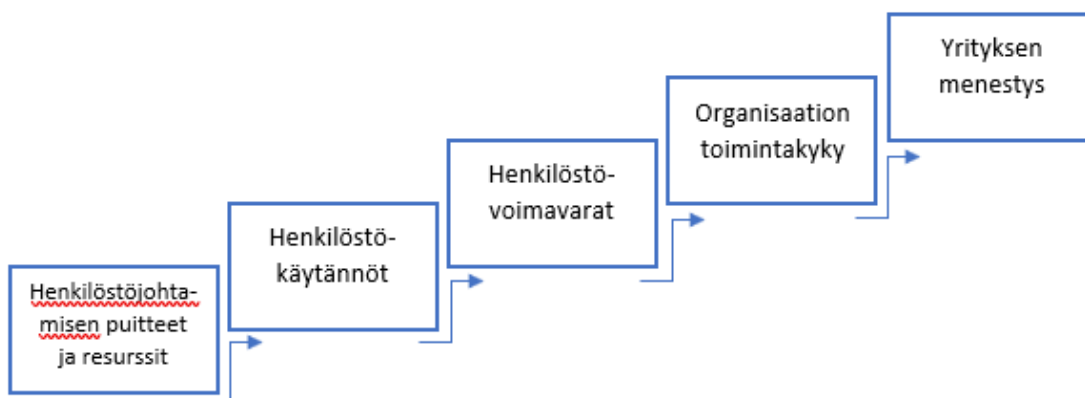 Yrityksen
menestys
Organisaation
toimintakyky
Henkilöstö-
voimavarat
Henkilöstö-
käytännöt
Henkilöstöjohta-
misen puitteet
ja resurssit